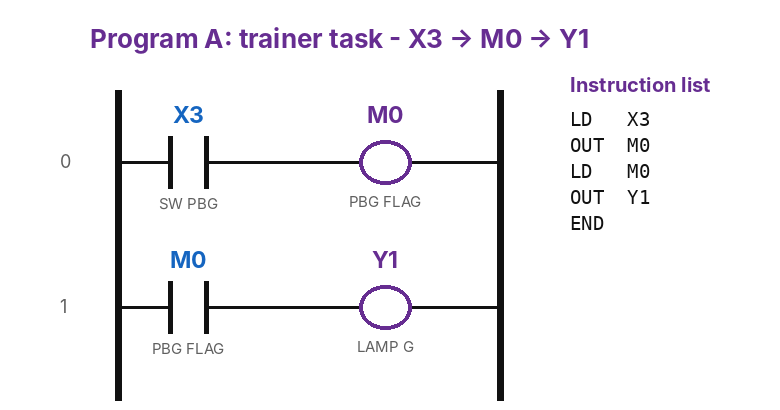 Program A: trainer task - X3 → M0 → Y1
X3 M0
0
SW PBG PBG FLAG
M0 Y1
1
PBG FLAG LAMP G
Instruction list
LD X3
OUT M0
LD M0
OUT Y1
END